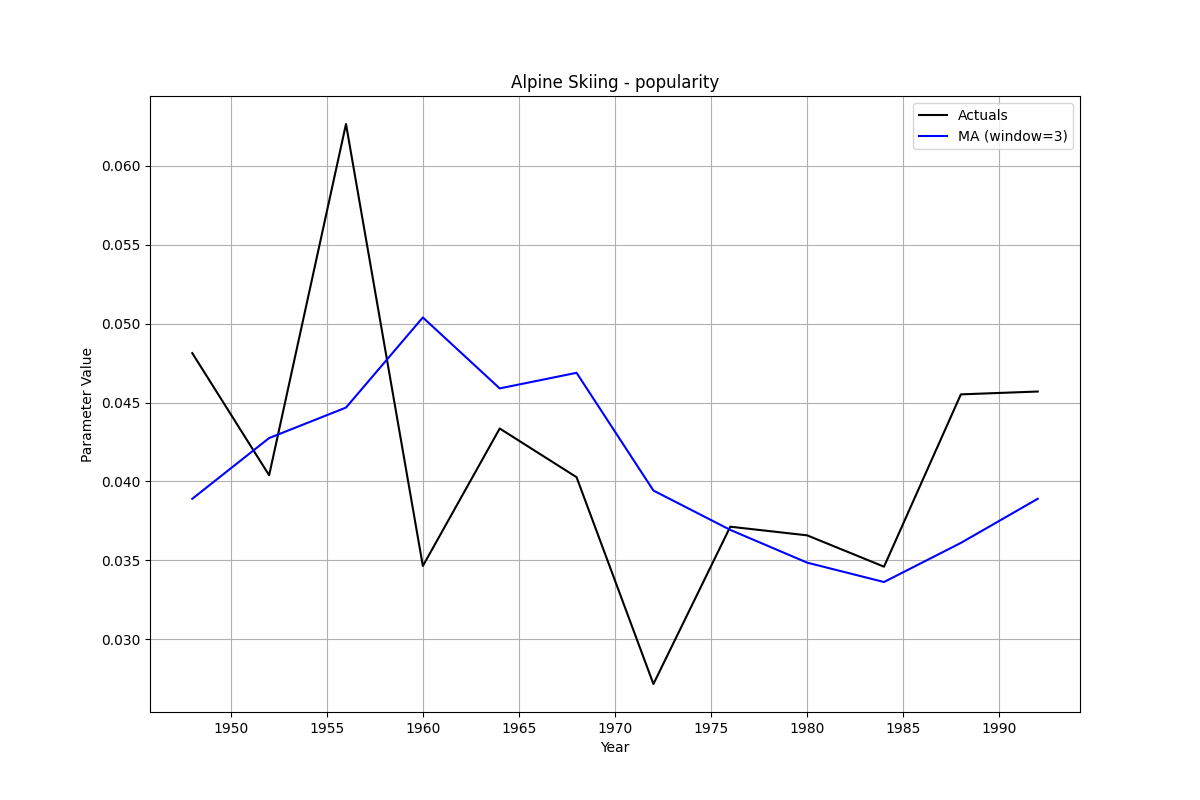 Alpine Skiing - popularity
Actuals
MA (window=3)
Parameter Value
0.060
0.055
0.050
0.045
0.040
0.035
0.030
1950 1955 1960 1965 1970 1975 1980 1985 1990
Year